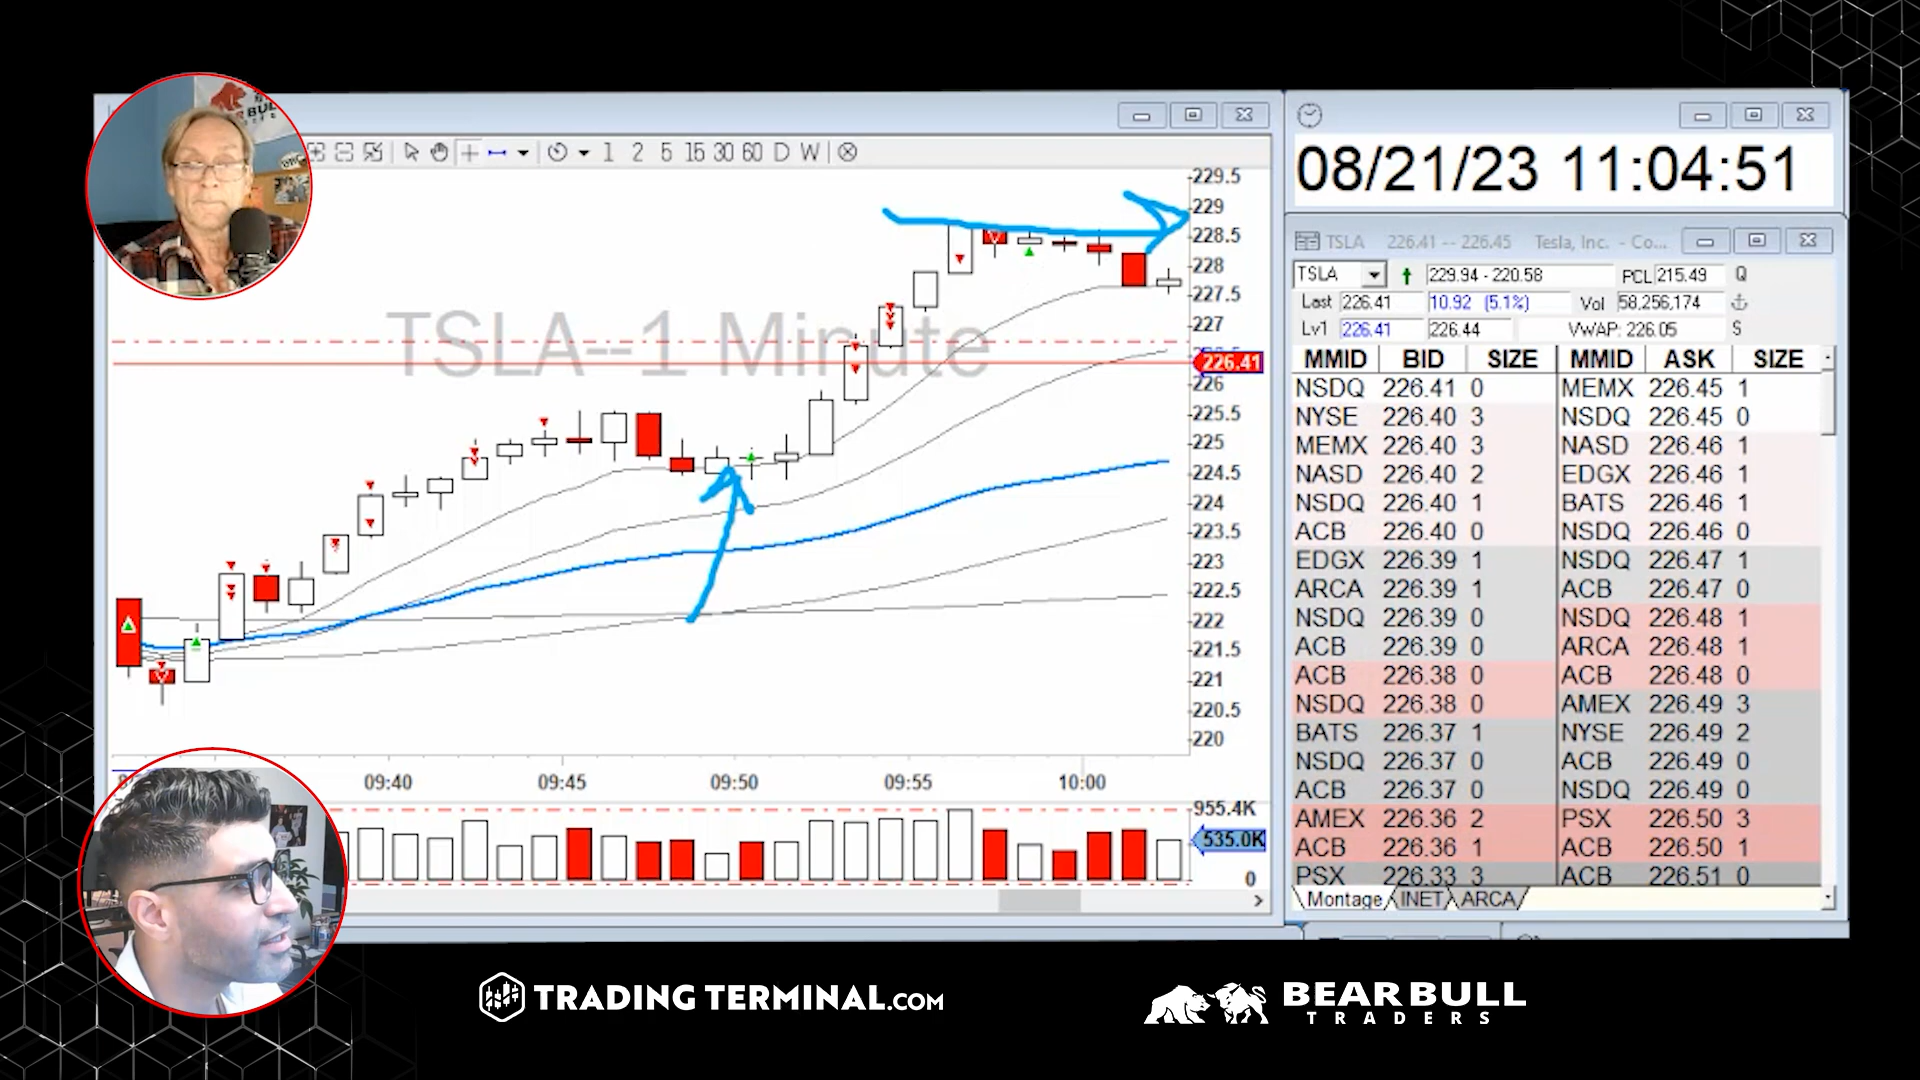 BEAR
BULL
1 2 5 15 30 60 D W
08/21/23 11:04:51
TSLA--1 Minute
229.5
229
228.5
228
227.5
227
226.41
226
225.5
225
224.5
224
223.5
223
222.5
222
221.5
221
220.5
220
09:40 09:45 09:50 09:55 10:00
955.4K
535.0K
0
TSLA 226.41 -- 226.45 Tesla, Inc. - Co...
TSLA 229.94 - 220.58 PCL 215.49 Q
Last 226.41 10.92 (5.1%) Vol 58,256,174
Lv1 226.41 226.44 VWAP: 226.05 S
MMID BID SIZE MMID ASK SIZE
NSDQ 226.41 0 MEMX 226.45 1
NYSE 226.40 3 NSDQ 226.45 0
MEMX 226.40 3 NASD 226.46 1
NASD 226.40 2 EDGX 226.46 1
NSDQ 226.40 1 BATS 226.46 1
ACB 226.40 0 NSDQ 226.46 0
EDGX 226.39 1 NSDQ 226.47 1
ARCA 226.39 1 ACB 226.47 0
NSDQ 226.39 0 NSDQ 226.48 1
ACB 226.39 0 ARCA 226.48 1
ACB 226.38 0 ACB 226.48 0
NSDQ 226.38 0 AMEX 226.49 3
BATS 226.37 1 NYSE 226.49 2
NSDQ 226.37 0 ACB 226.49 0
ACB 226.37 0 NSDQ 226.49 0
AMEX 226.36 2 PSX 226.50 3
ACB 226.36 1 ACB 226.50 1
PSX 226.33 3 ACB 226.51 0
Montage INET ARCA
TRADING TERMINAL.COM
BEAR BULL
TRADERS